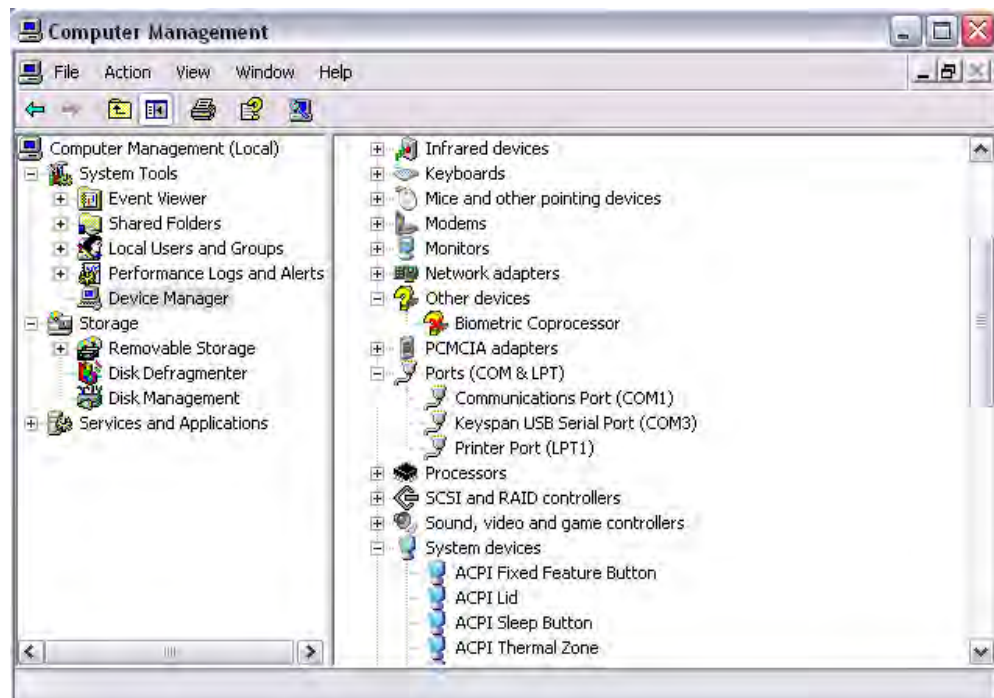 Computer Management
File Action View Window Help
Computer Management (Local)
System Tools
Event Viewer
Shared Folders
Local Users and Groups
Performance Logs and Alerts
Device Manager
Storage
Removable Storage
Disk Defragmenter
Disk Management
Services and Applications
Infrared devices
Keyboards
Mice and other pointing devices
Modems
Monitors
Network adapters
Other devices
Biometric Coprocessor
PCMCIA adapters
Ports (COM & LPT)
Communications Port (COM1)
Keyspan USB Serial Port (COM3)
Printer Port (LPT1)
Processors
SCSI and RAID controllers
Sound, video and game controllers
System devices
ACPI Fixed Feature Button
ACPI Lid
ACPI Sleep Button
ACPI Thermal Zone